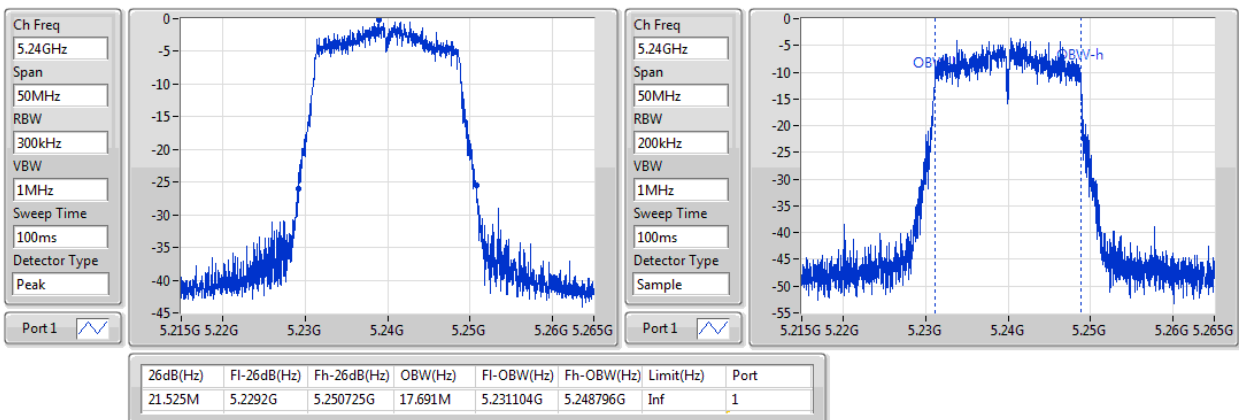 Ch Freq
5.24GHz
Span
50MHz
RBW
300kHz
VBW
1MHz
Sweep Time
100ms
Detector Type
Peak
Port 1
0
-5
-10
-15
-20
-25
-30
-35
-40
-45
5.215G 5.22G 5.23G 5.24G 5.25G 5.26G 5.265G
Ch Freq
5.24GHz
Span
50MHz
RBW
200kHz
VBW
1MHz
Sweep Time
100ms
Detector Type
Sample
Port 1
0
-5
-10
-15
-20
-25
-30
-35
-40
-45
-50
-55
OBW-h
5.215G 5.22G 5.23G 5.24G 5.25G 5.26G 5.265G
26dB(Hz) Fl-26dB(Hz) Fh-26dB(Hz) OBW(Hz) Fl-OBW(Hz) Fh-OBW(Hz) Limit(Hz) Port
21.525M 5.2292G 5.250725G 17.691M 5.231104G 5.248796G Inf 1